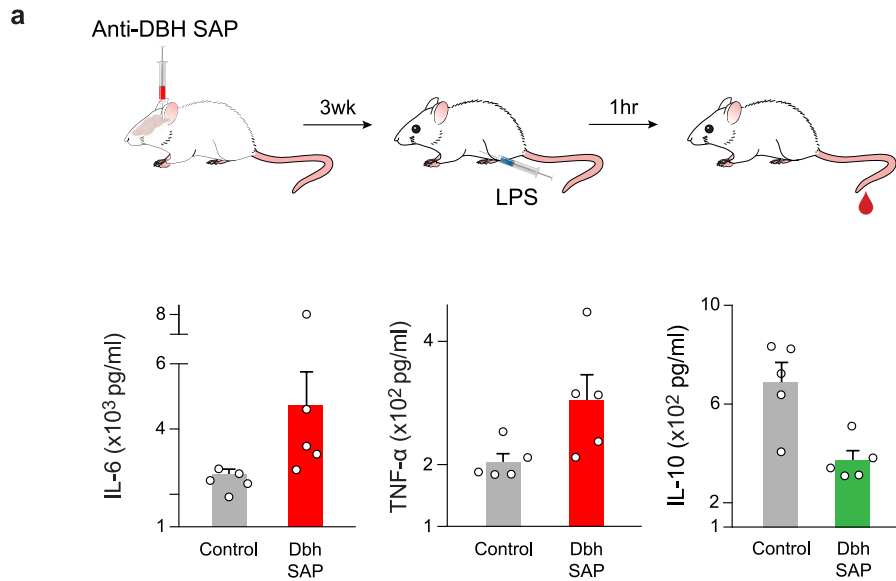 a
Anti-DBH SAP
3wk
1hr
LPS
IL-6 (x10³ pg/ml)
8
6
4
1
Control
Dbh
SAP
TNF-α (x10² pg/ml)
4
2
1
Control
Dbh
SAP
IL-10 (x10² pg/ml)
10
6
2
1
Control
Dbh
SAP